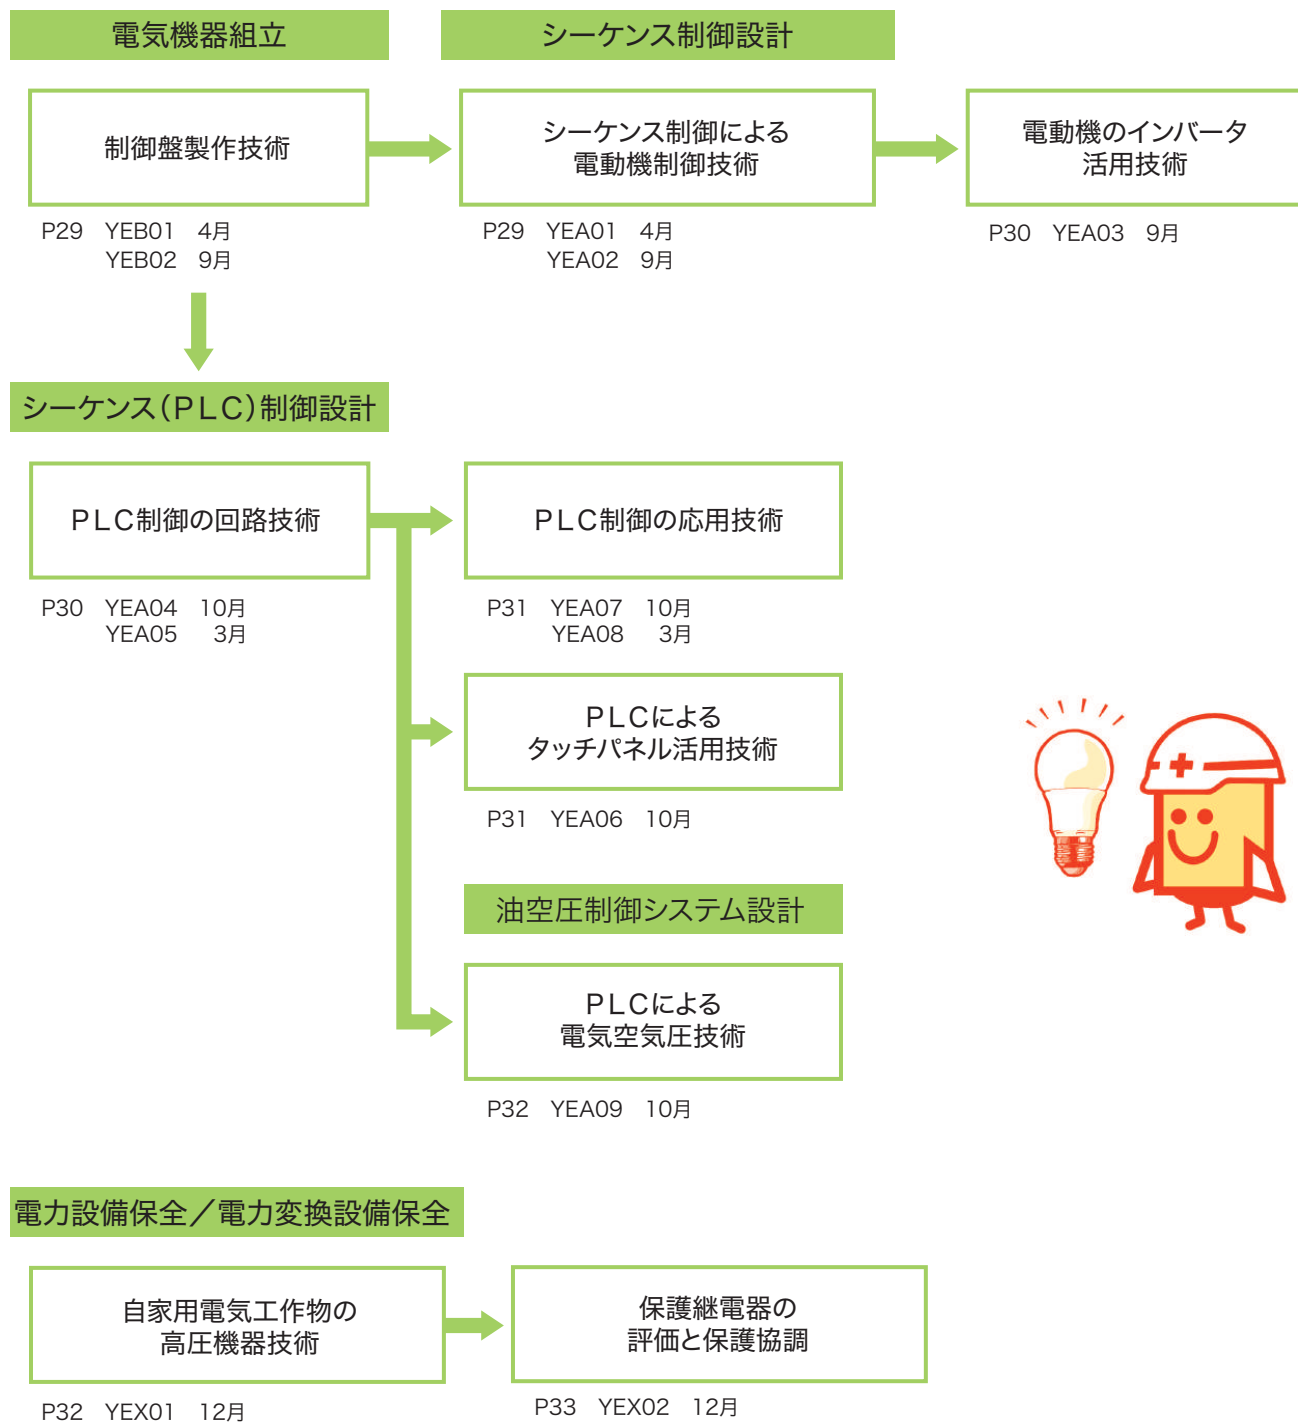 電気機器組立
シーケンス制御設計
制御盤製作技術
シーケンス制御による
電動機制御技術
電動機のインバータ
活用技術
P29 YEB01 4月
YEB02 9月
P29 YEA01 4月
YEA02 9月
P30 YEA03 9月
シーケンス(PLC)制御設計
PLC制御の回路技術
PLC制御の応用技術
P30 YEA04 10月
YEA05 3月
P31 YEA07 10月
YEA08 3月
PLCによる
タッチパネル活用技術
P31 YEA06 10月
油空圧制御システム設計
PLCによる
電気空気圧技術
P32 YEA09 10月
電力設備保全／電力変換設備保全
自家用電気工作物の
高圧機器技術
保護継電器の
評価と保護協調
P32 YEX01 12月
P33 YEX02 12月